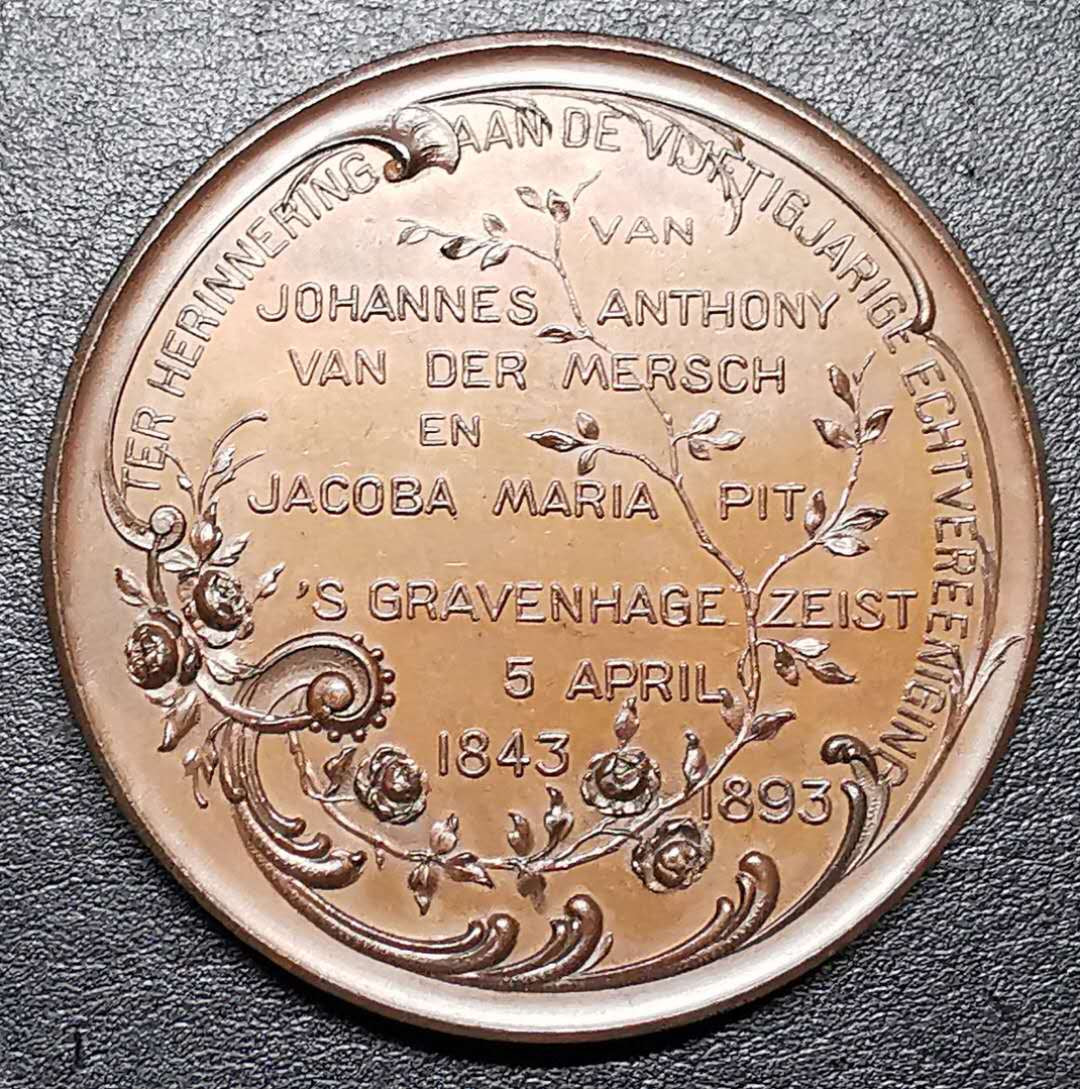 TER HERINNERING AAN DE VIJFTIGJARIGE ECHTVEREENIGING
VAN
JOHANNES ANTHONY
VAN DER MERSCH
EN
JACOBA MARIA PIT
'S GRAVENHAGE ZEIST
5 APRIL
1843
1893